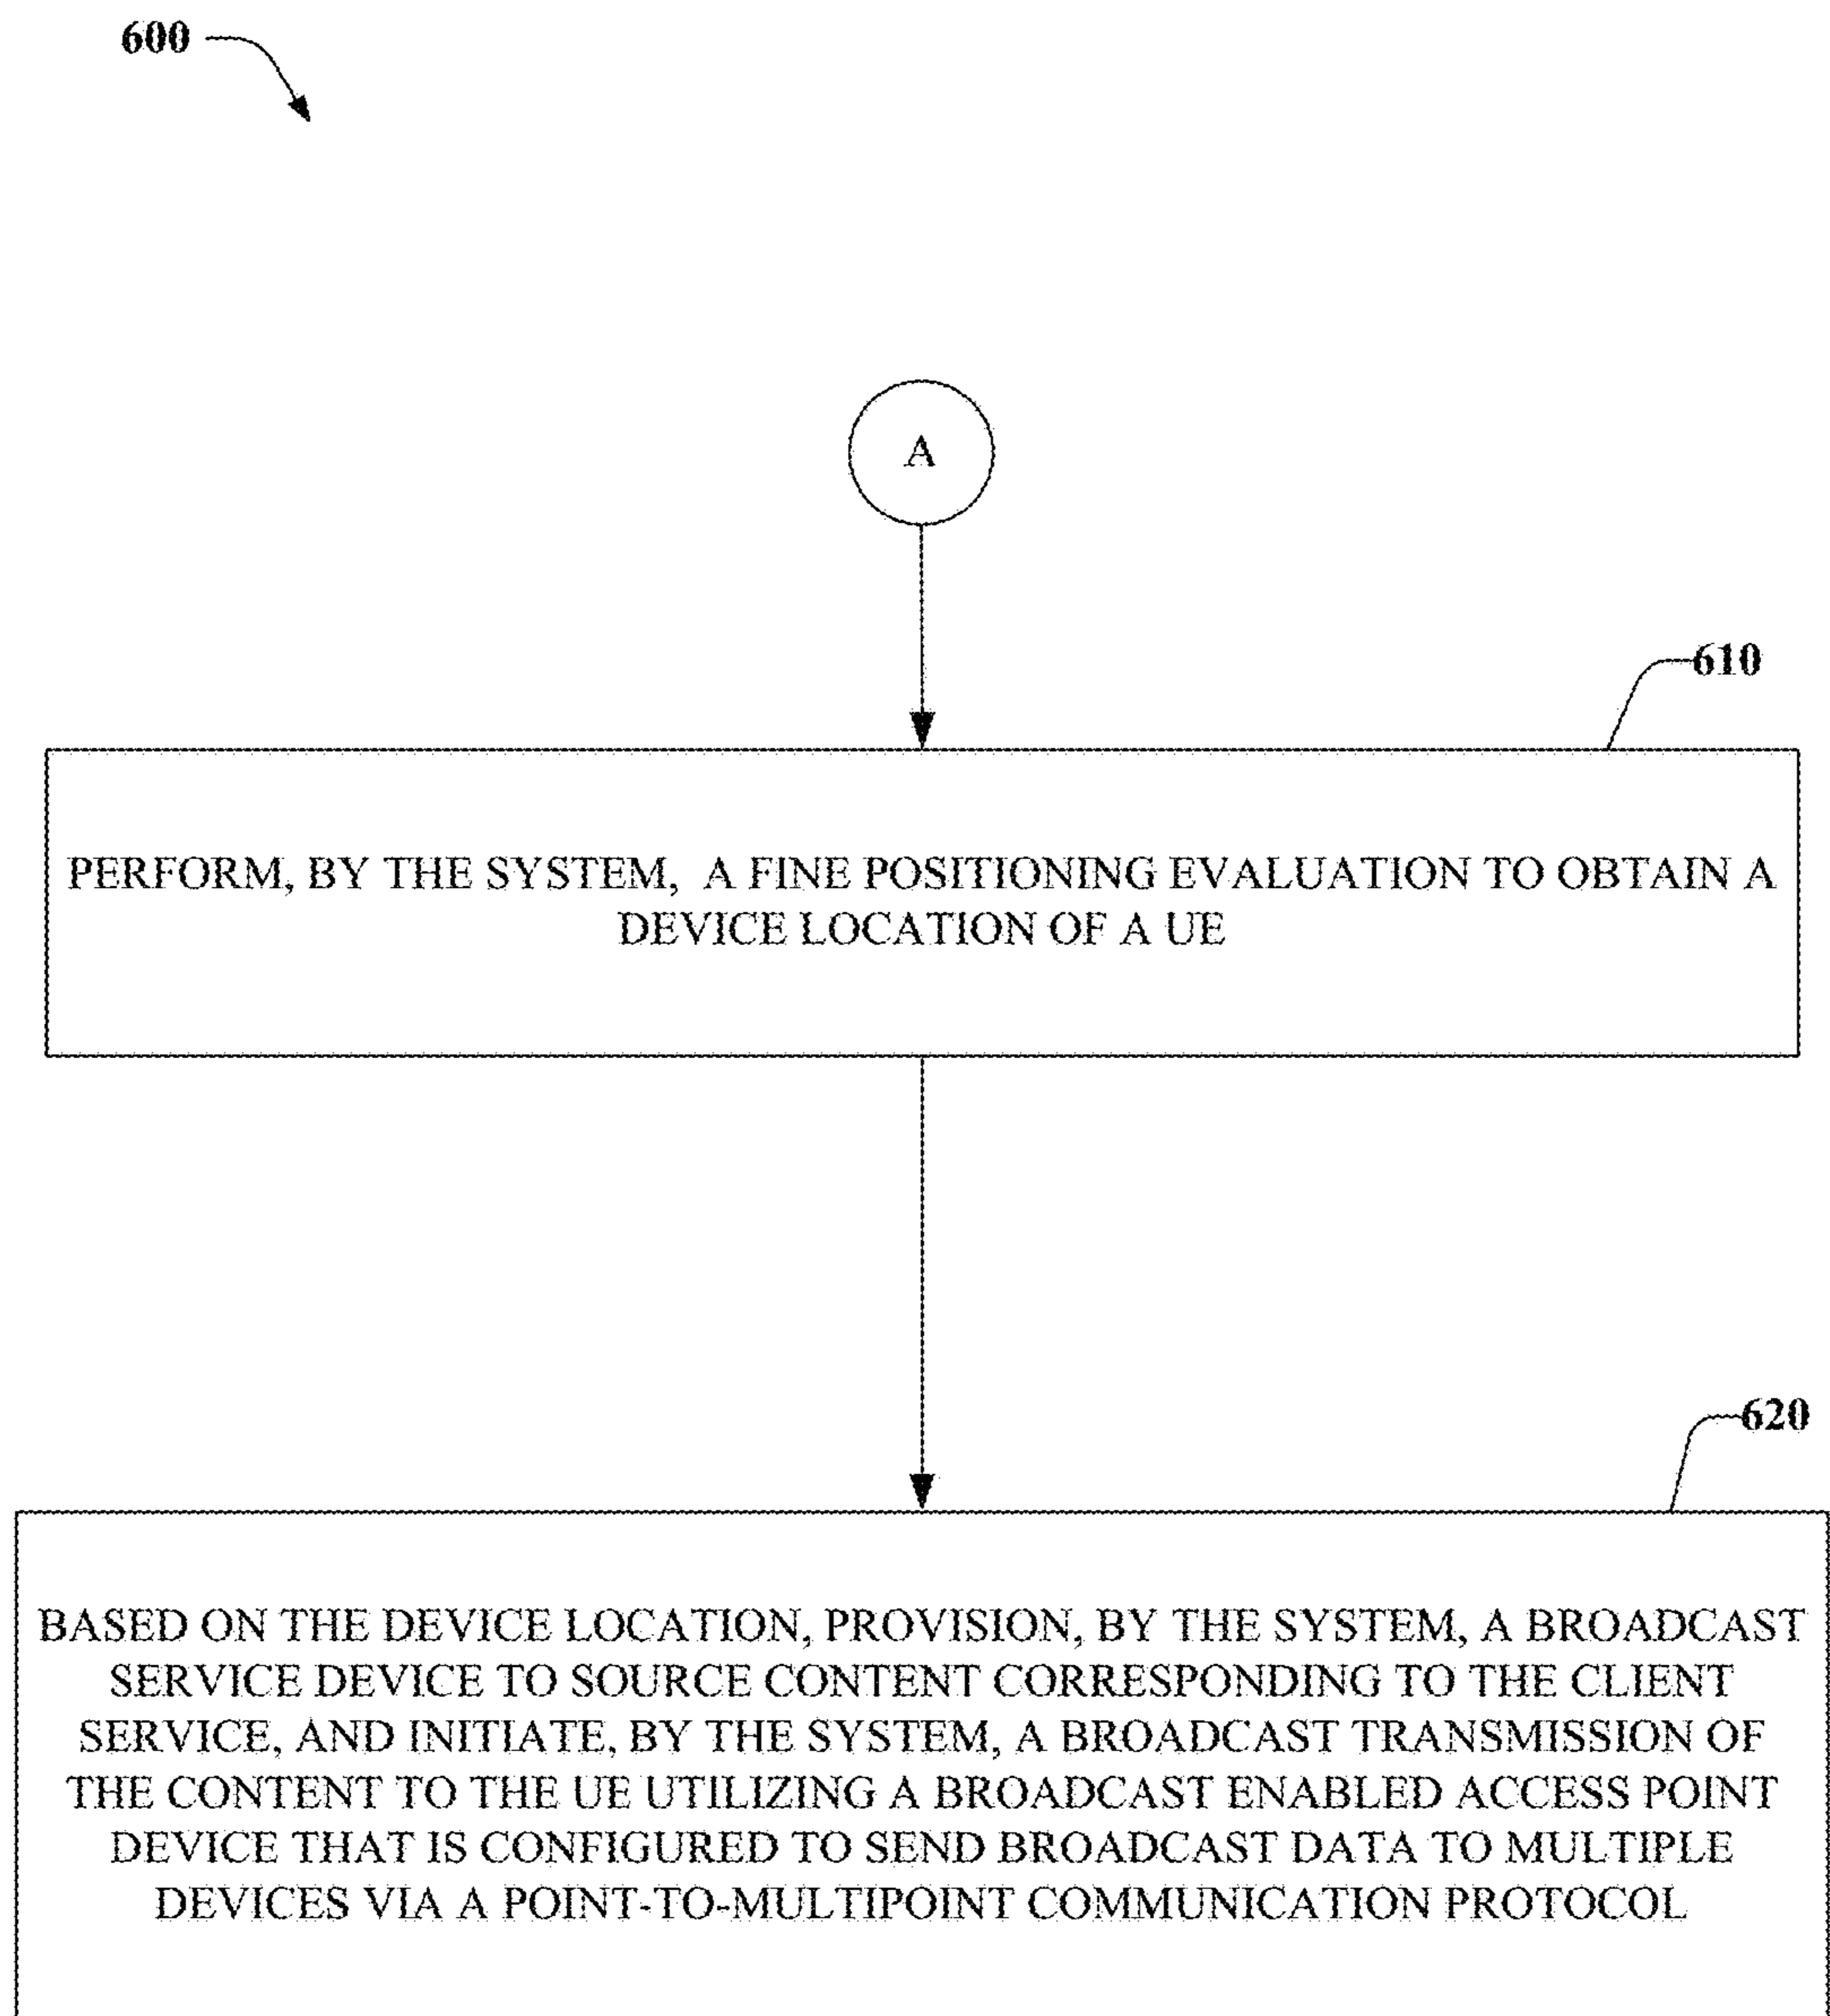 600
A
610
PERFORM, BY THE SYSTEM, A FINE POSITIONING EVALUATION TO OBTAIN A
DEVICE LOCATION OF A UE
620
BASED ON THE DEVICE LOCATION, PROVISION, BY THE SYSTEM, A BROADCAST
SERVICE DEVICE TO SOURCE CONTENT CORRESPONDING TO THE CLIENT
SERVICE, AND INITIATE, BY THE SYSTEM, A BROADCAST TRANSMISSION OF
THE CONTENT TO THE UE UTILIZING A BROADCAST ENABLED ACCESS POINT
DEVICE THAT IS CONFIGURED TO SEND BROADCAST DATA TO MULTIPLE
DEVICES VIA A POINT-TO-MULTIPOINT COMMUNICATION PROTOCOL